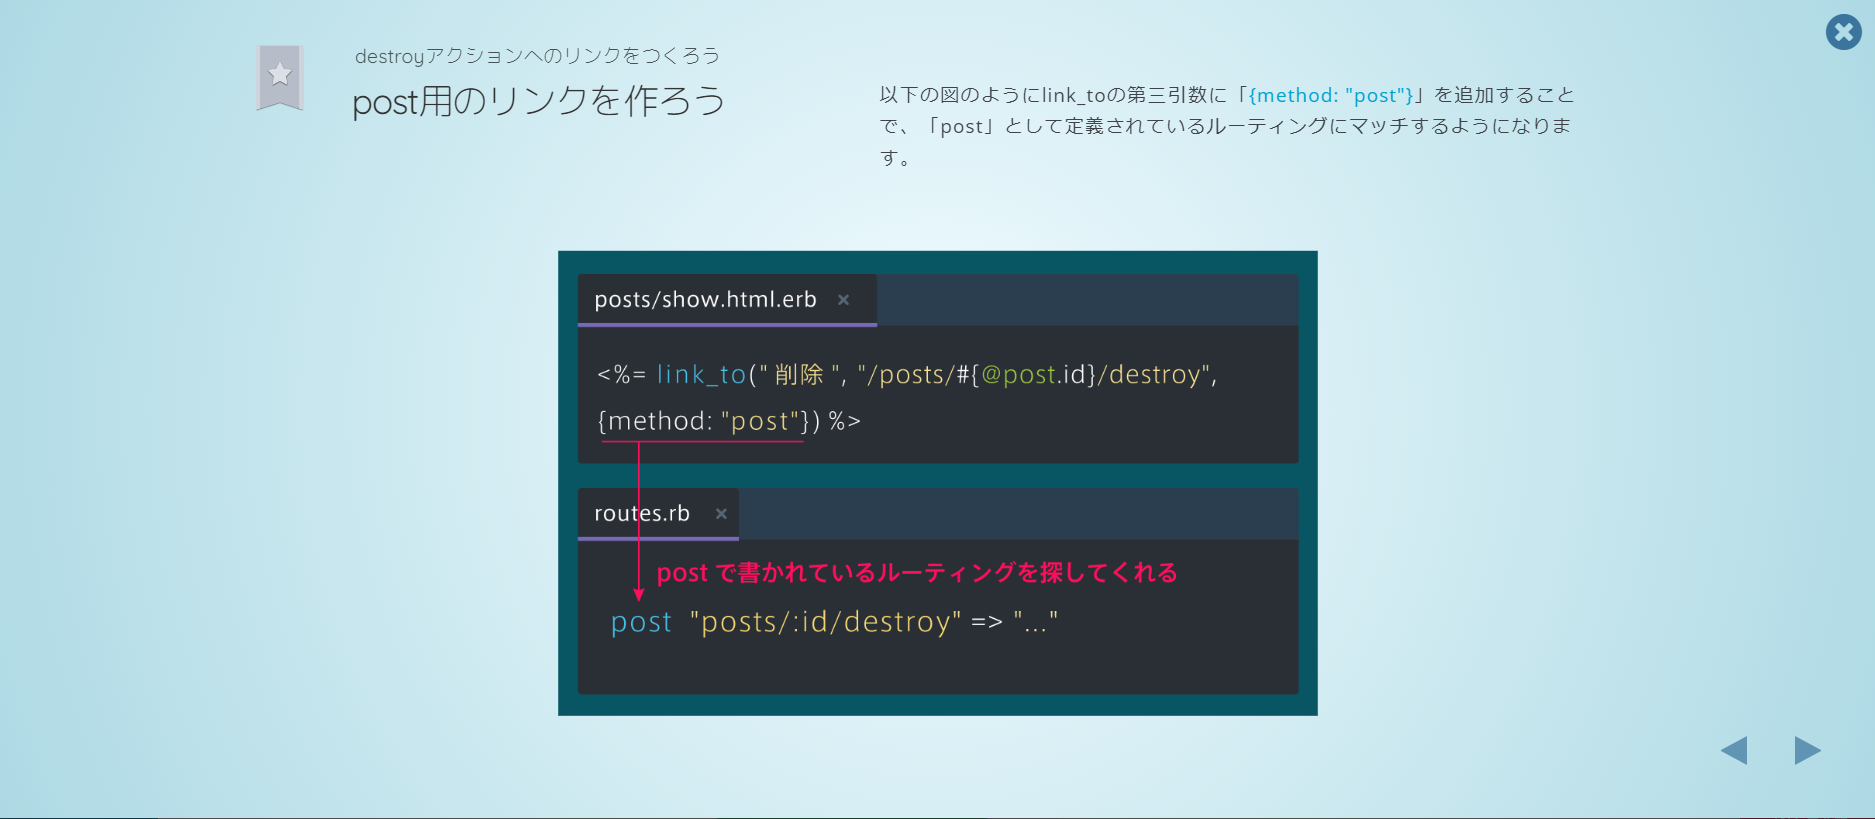 destroyアクションへのリンクをつくろう
post用のリンクを作ろう
以下の図のようにlink_toの第三引数に「{method: "post"}」を追加すること
で、「post」として定義されているルーティングにマッチするようになりま
す。
posts/show.html.erb ×
<%= link_to("削除", "/posts/#{@post.id}/destroy",
{method: "post"}) %>
routes.rb ×
post で書かれているルーティングを探してくれる
post "posts/:id/destroy" => "..."